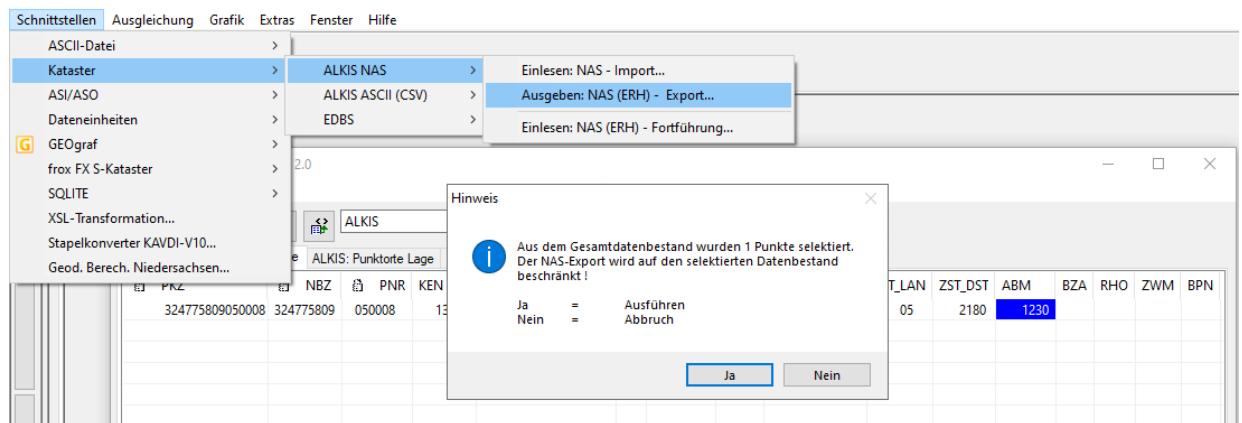 Schnittstellen Ausgleichung Grafik Extras Fenster Hilfe
ASCII-Datei
Kataster
ASI/ASO
Dateneinheiten
G GEOgraf
frox FX S-Kataster
SQLITE
XSL-Transformation...
Stapelkonverter KAVDI-V10...
Geod. Berech. Niedersachsen...
ALKIS NAS
ALKIS ASCII (CSV)
EDBS
Einlesen: NAS - Import...
Ausgeben: NAS (ERH) - Export...
Einlesen: NAS (ERH) - Fortführung...
2.0
ALKIS
e ALKIS: Punktorte Lage
PKZ NBZ PNR KEN T_LAN ZST_DST ABM BZA RHO ZWM BPN
324775809050008 324775809 050008 13 05 2180 1230
Hinweis
Aus dem Gesamtdatenbestand wurden 1 Punkte selektiert.
Der NAS-Export wird auf den selektierten Datenbestand
beschränkt !
Ja = Ausführen
Nein = Abbruch
Ja Nein